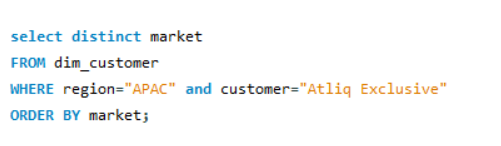 select distinct market
FROM dim_customer
WHERE region="APAC" and customer="Atliq Exclusive"
ORDER BY market;